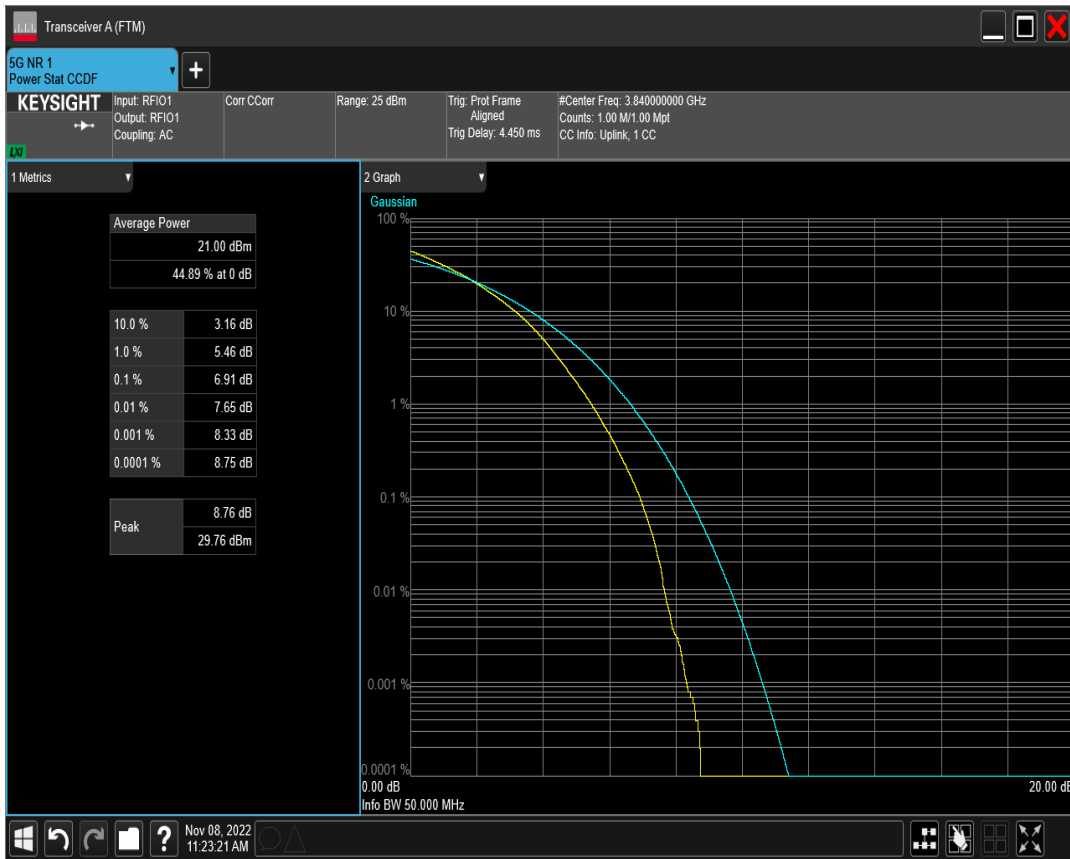 Transceiver A (FTM)
5G NR 1
Power Stat CCDF
+
KEYSIGHT
LXI
Input: RFIO1
Output: RFIO1
Coupling: AC
Corr CCorr
Range: 25 dBm
Trig: Prot Frame
Aligned
Trig Delay: 4.450 ms
#Center Freq: 3.840000000 GHz
Counts: 1.00 M/1.00 Mpt
CC Info: Uplink, 1 CC
1 Metrics
Average Power
21.00 dBm
44.89 % at 0 dB
10.0 % 3.16 dB
1.0 % 5.46 dB
0.1 % 6.91 dB
0.01 % 7.65 dB
0.001 % 8.33 dB
0.0001 % 8.75 dB
Peak 8.76 dB
29.76 dBm
2 Graph
Gaussian
100 %
10 %
1 %
0.1 %
0.01 %
0.001 %
0.0001 %
0.00 dB 20.00 dB
Info BW 50.000 MHz
? Nov 08, 2022
11:23:21 AM